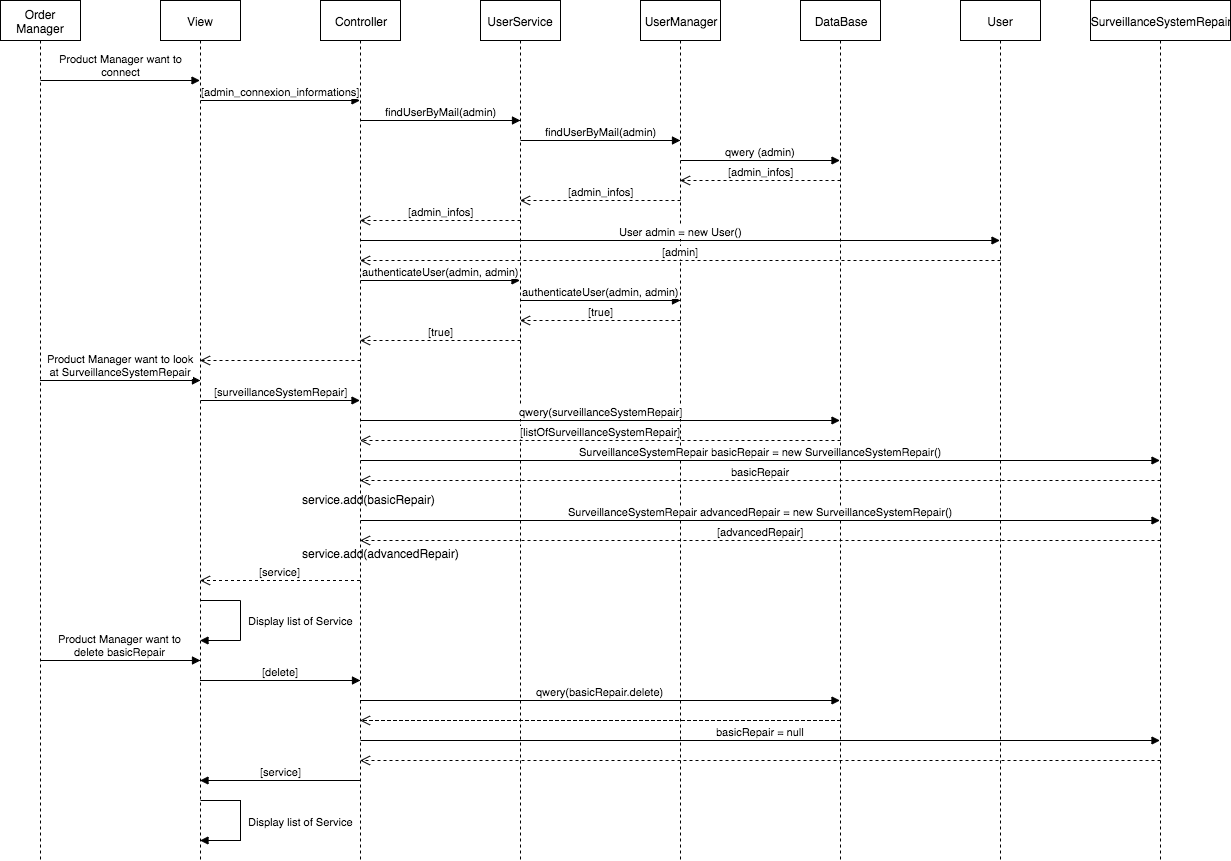 Order
Manager
View
Controller
UserService
UserManager
DataBase
User
SurveillanceSystemRepair
Product Manager want to
connect
[admin_connexion_informations]
findUserByMail(admin)
findUserByMail(admin)
qwery (admin)
[admin_infos]
[admin_infos]
[admin_infos]
User admin = new User()
[admin]
authenticateUser(admin, admin)
authenticateUser(admin, admin)
[true]
[true]
Product Manager want to look
at SurveillanceSystemRepair
[surveillanceSystemRepair]
qwery(surveillanceSystemRepair]
[listOfSurveillanceSystemRepair]
SurveillanceSystemRepair basicRepair = new SurveillanceSystemRepair()
basicRepair
service.add(basicRepair)
SurveillanceSystemRepair advancedRepair = new SurveillanceSystemRepair()
[advancedRepair]
service.add(advancedRepair)
[service]
Display list of Service
Product Manager want to
delete basicRepair
[delete]
qwery(basicRepair.delete)
basicRepair = null
[service]
Display list of Service